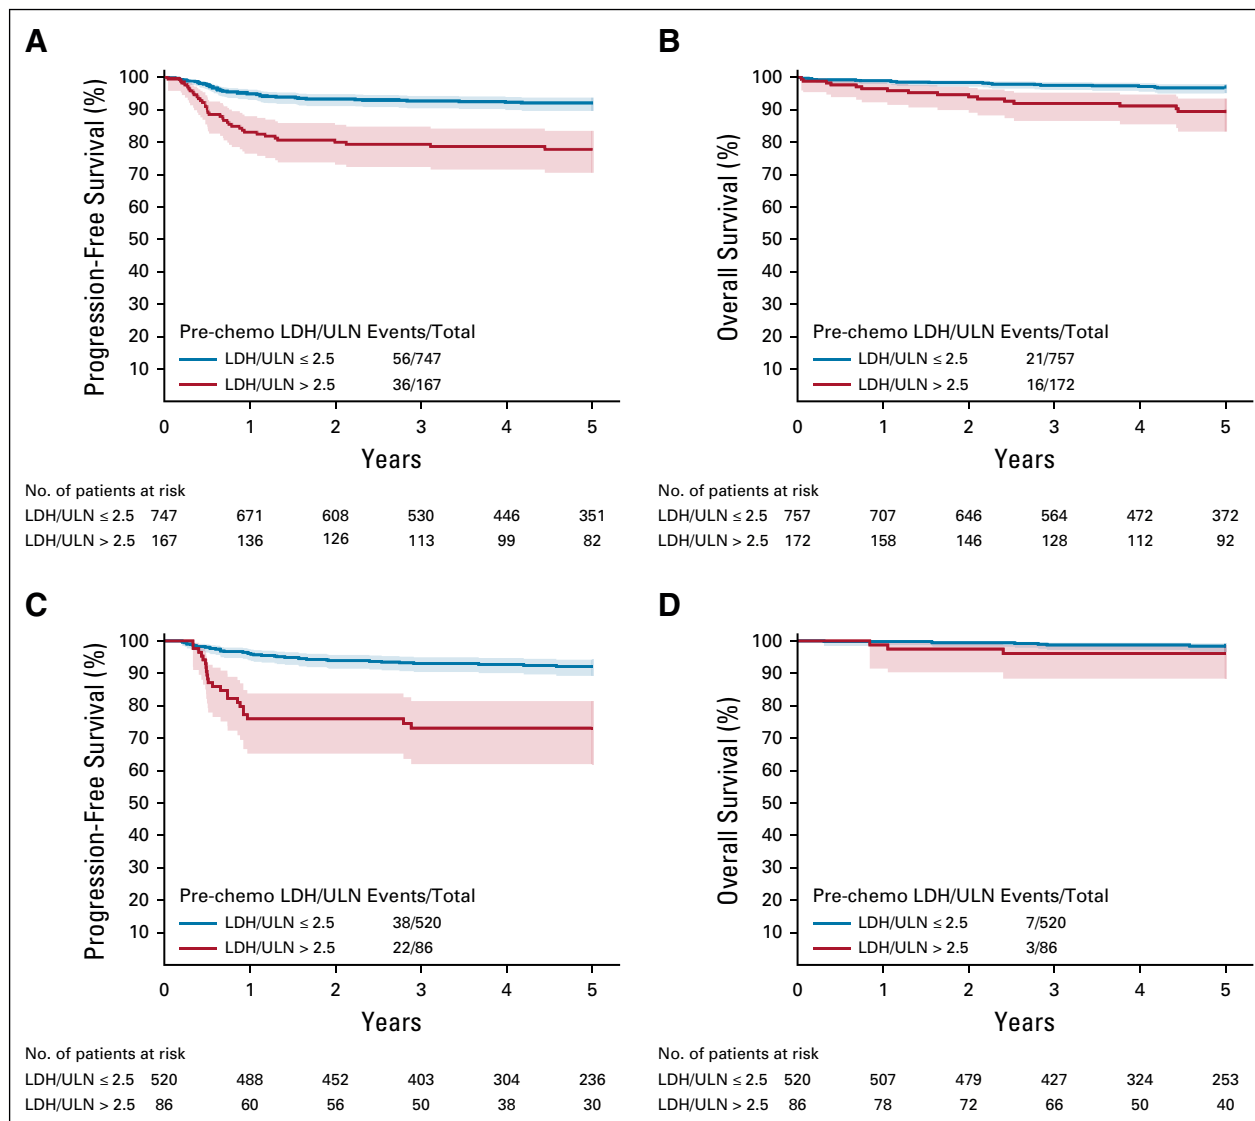 A
Progression-Free Survival (%)
100
90
80
70
60
50
40
30
20
10
Pre-chemo LDH/ULN Events/Total
LDH/ULN ≤ 2.5 56/747
LDH/ULN > 2.5 36/167
0 1 2 3 4 5
Years
No. of patients at risk
LDH/ULN ≤ 2.5 747 671 608 530 446 351
LDH/ULN > 2.5 167 136 126 113 99 82
B
Overall Survival (%)
100
90
80
70
60
50
40
30
20
10
Pre-chemo LDH/ULN Events/Total
LDH/ULN ≤ 2.5 21/757
LDH/ULN > 2.5 16/172
0 1 2 3 4 5
Years
No. of patients at risk
LDH/ULN ≤ 2.5 757 707 646 564 472 372
LDH/ULN > 2.5 172 158 146 128 112 92
C
Progression-Free Survival (%)
100
90
80
70
60
50
40
30
20
10
Pre-chemo LDH/ULN Events/Total
LDH/ULN ≤ 2.5 38/520
LDH/ULN > 2.5 22/86
0 1 2 3 4 5
Years
No. of patients at risk
LDH/ULN ≤ 2.5 520 488 452 403 304 236
LDH/ULN > 2.5 86 60 56 50 38 30
D
Overall Survival (%)
100
90
80
70
60
50
40
30
20
10
Pre-chemo LDH/ULN Events/Total
LDH/ULN ≤ 2.5 7/520
LDH/ULN > 2.5 3/86
0 1 2 3 4 5
Years
No. of patients at risk
LDH/ULN ≤ 2.5 520 507 479 427 324 253
LDH/ULN > 2.5 86 78 72 66 50 40